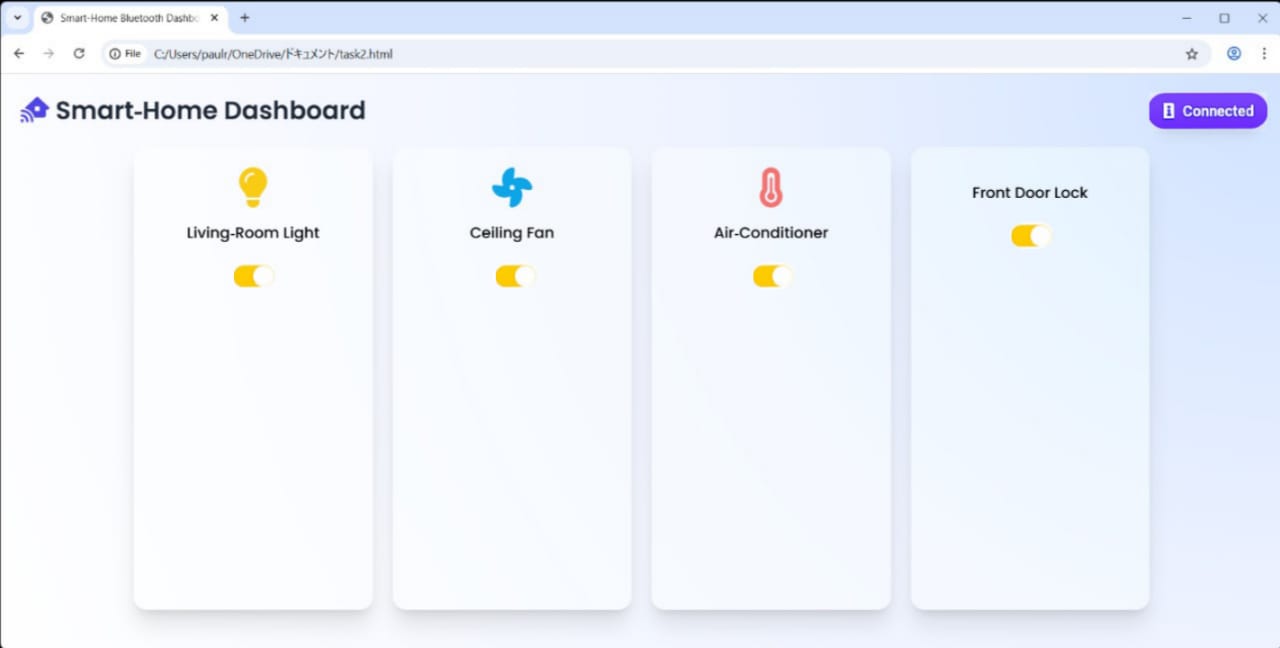 Smart-Home Bluetooth Dashbo
File C:/Users/paulr/OneDrive/ドキュメント/task2.html
Smart-Home Dashboard
Connected
Living-Room Light
Ceiling Fan
Air-Conditioner
Front Door Lock